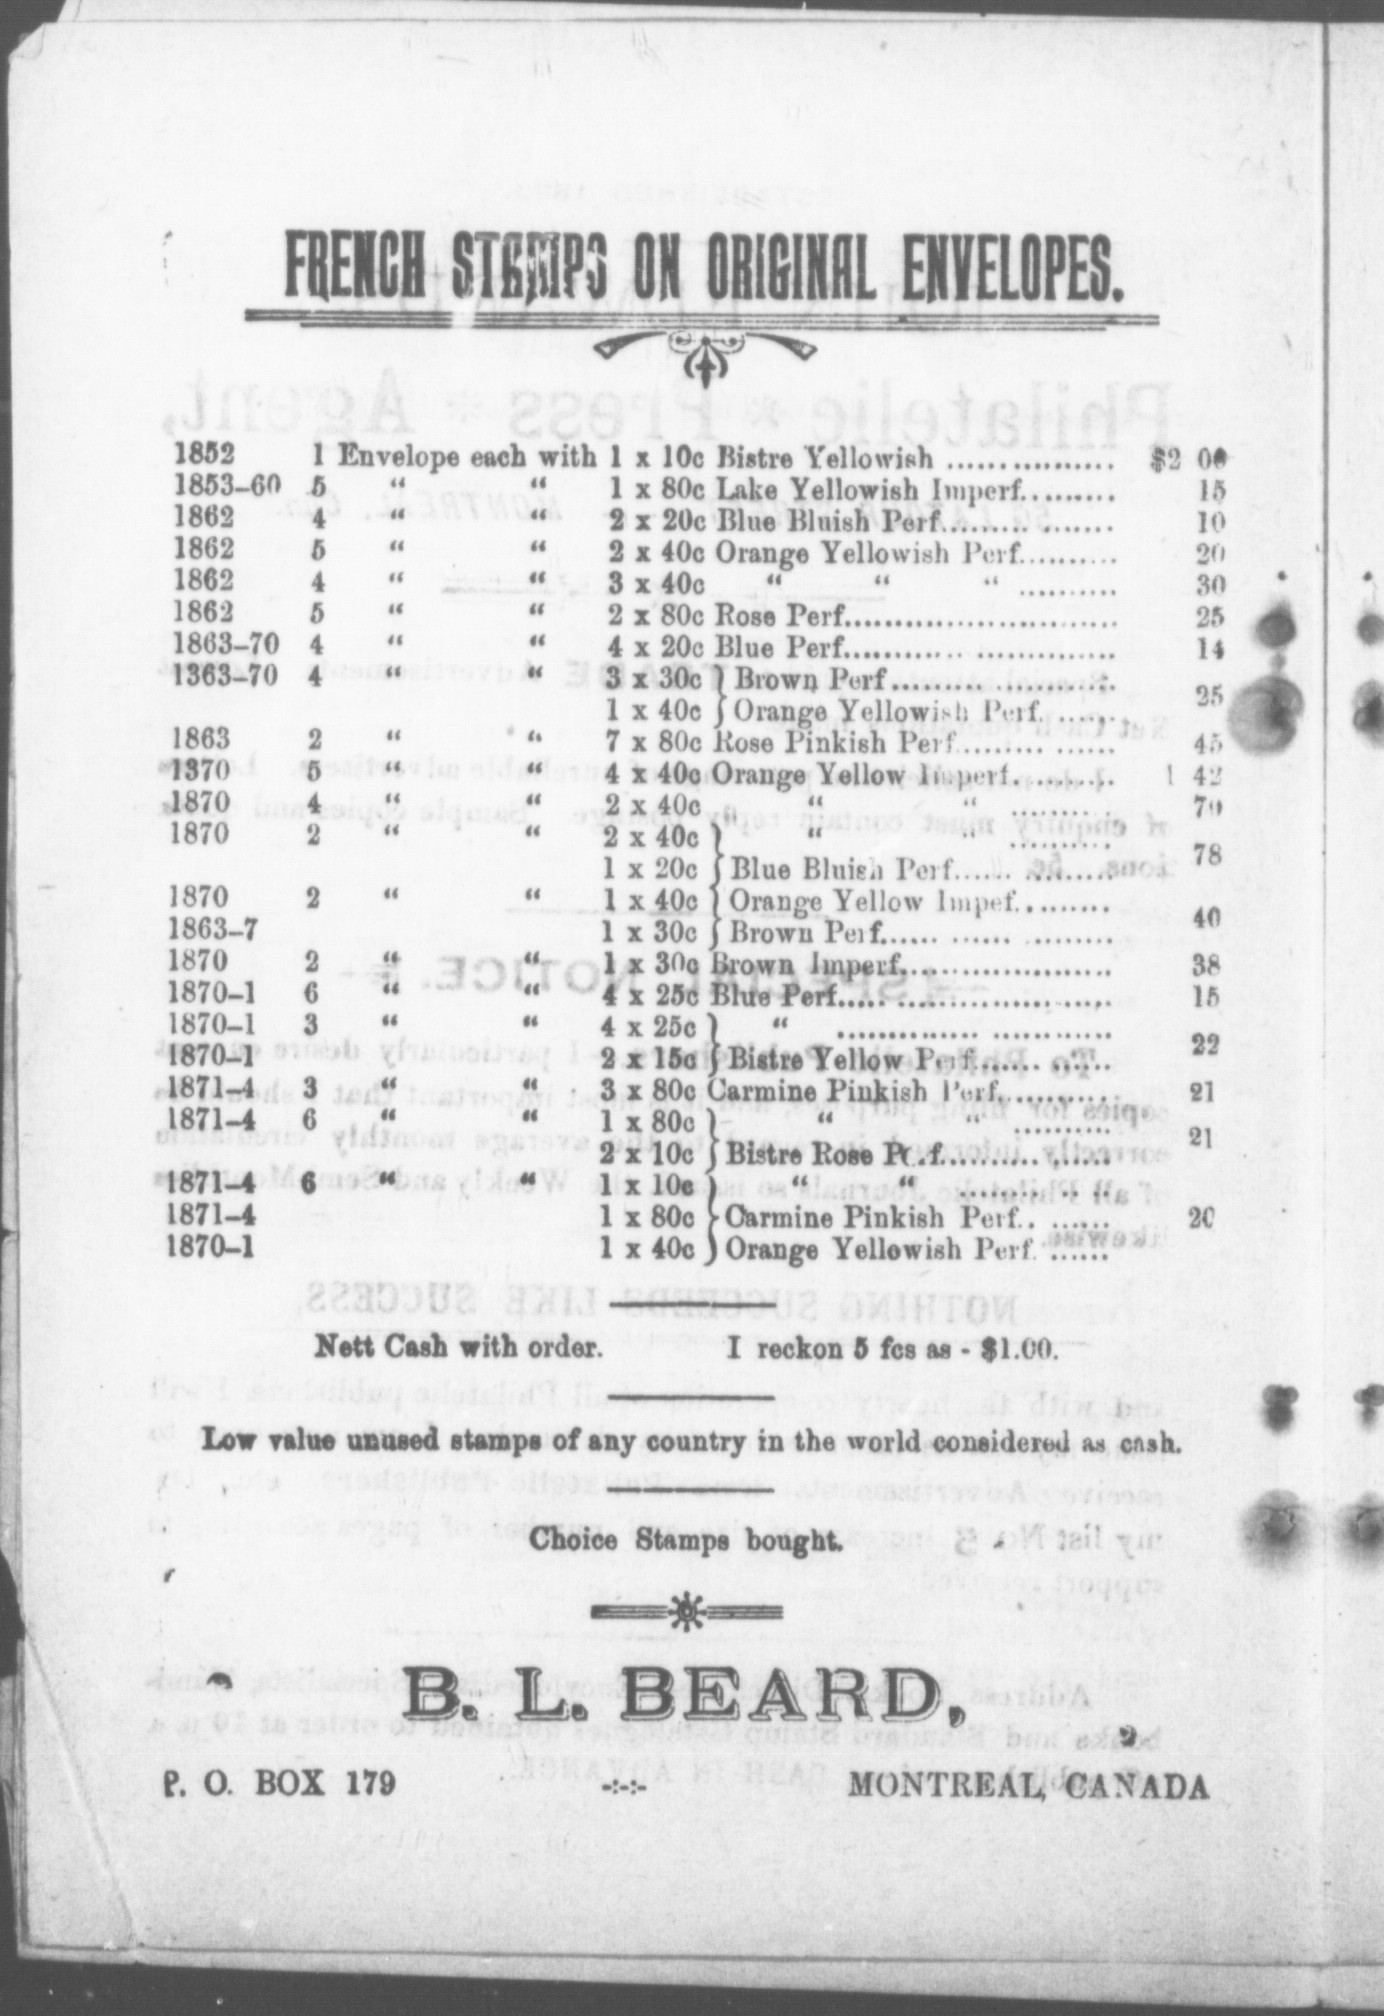 FRENCH STAMPS ON ORIGINAL ENVELOPES.
1852 1 Envelope each with 1 x 10c Bistre Yellowish ................ $2 00
1853-60 5 “ “ 1 x 80c Lake Yellowish Imperf......... 15
1862 4 “ “ 2 x 20c Blue Bluish Perf......... ....... 10
1862 5 “ “ 2 x 40c Orange Yellowish Perf.......... 20
1862 4 “ “ 3 x 40c “ “ “ .......... 30
1862 5 “ “ 2 x 80c Rose Perf.......................... 25
1863-70 4 “ “ 4 x 20c Blue Perf............ .............. 14
1363-70 4 “ “ 3 x 30c } Brown Perf......... ............
1 x 40c } Orange Yellowish Perf. ...... 25
1863 2 “ “ 7 x 80c Rose Pinkish Perf......... ...... 45
1370 5 “ “ 4 x 40c Orange Yellow Imperf.......... 1 42
1870 4 “ “ 2 x 40c “ “ .......... 70
1870 2 “ “ 2 x 40c } “ “ ..........
1 x 20c } Blue Bluish Perf...... ......... 78
1870 2 “ “ 1 x 40c } Orange Yellow Impef.........
1863-7 1 x 30c } Brown Perf...... ...... ........ 40
1870 2 “ “ 1 x 30c Brown Imperf.................... 38
1870-1 6 “ “ 4 x 25c Blue Perf..... .................... 15
1870-1 3 “ “ 4 x 25c } “ .............. ............
1870-1 2 x 15c } Bistre Yellow Perf....... ...... 22
1871-4 3 “ “ 3 x 80c Carmine Pinkish Perf........... 21
1871-4 6 “ “ 1 x 80c } “ “ ..........
2 x 10c } Bistre Rose Perf.......... ...... 21
1871-4 6 “ “ 1 x 10c } “ “ ............ ..
1871-4 1 x 80c } Carmine Pinkish Perf.. ...... 20
1870-1 1 x 40c } Orange Yellowish Perf. ......
Nett Cash with order. I reckon 5 fcs as - $1.00.
Low value unused stamps of any country in the world considered as cash.
Choice Stamps bought.
B. L. BEARD,
P. O. BOX 179 -:-:- MONTREAL, CANADA